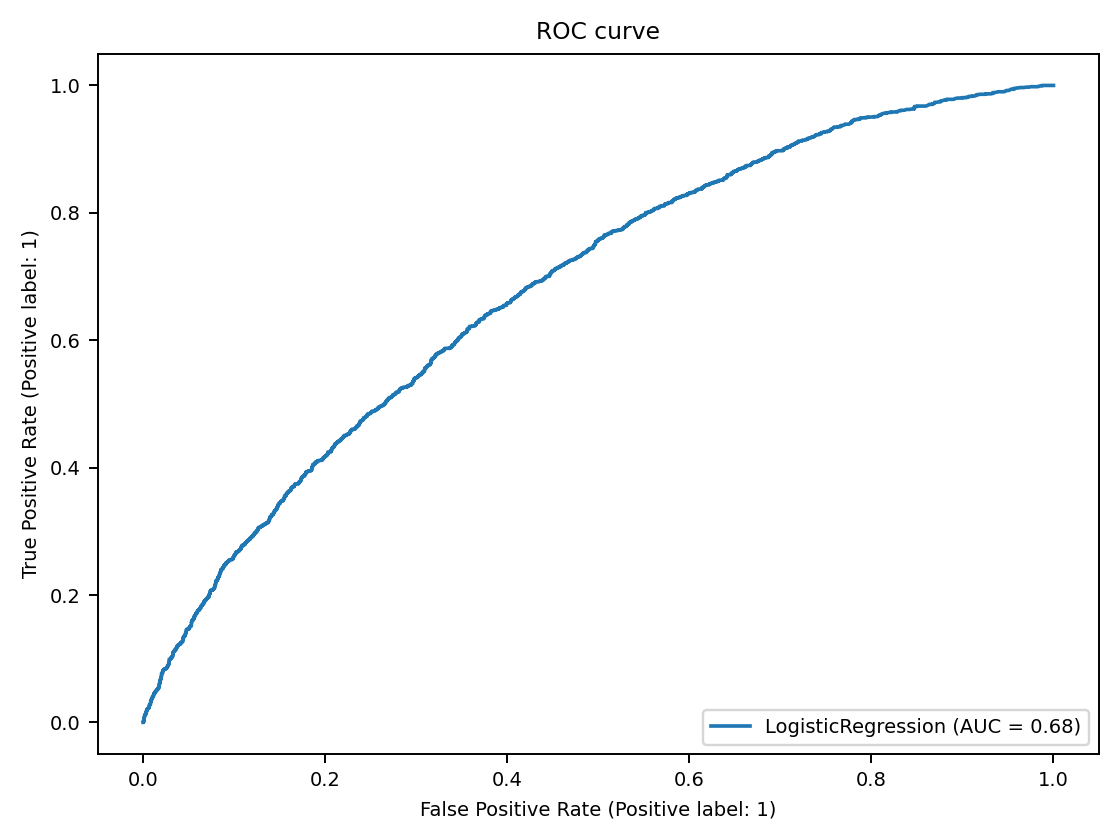 ROC curve
True Positive Rate (Positive label: 1)
1.0
0.8
0.6
0.4
0.2
0.0
LogisticRegression (AUC = 0.68)
0.0 0.2 0.4 0.6 0.8 1.0
False Positive Rate (Positive label: 1)